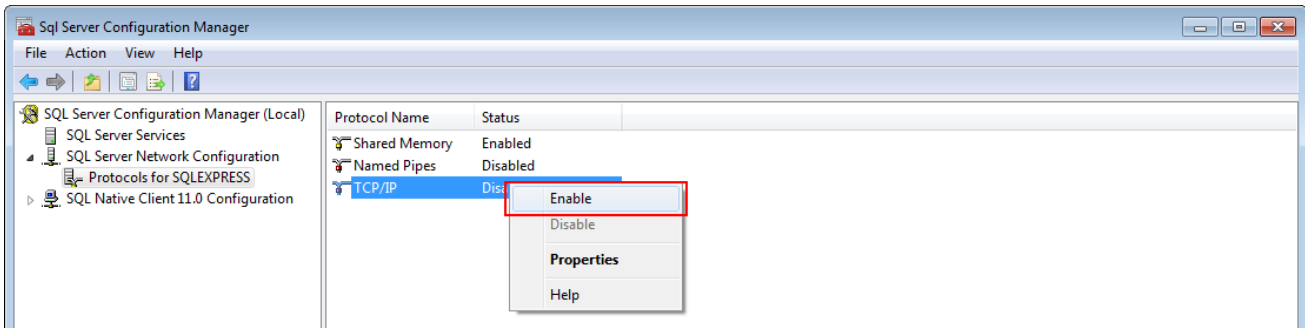 Sql Server Configuration Manager
File Action View Help
SQL Server Configuration Manager (Local)
SQL Server Services
SQL Server Network Configuration
Protocols for SQLEXPRESS
SQL Native Client 11.0 Configuration
Protocol Name Status
Shared Memory Enabled
Named Pipes Disabled
TCP/IP Disa
Enable
Disable
Properties
Help